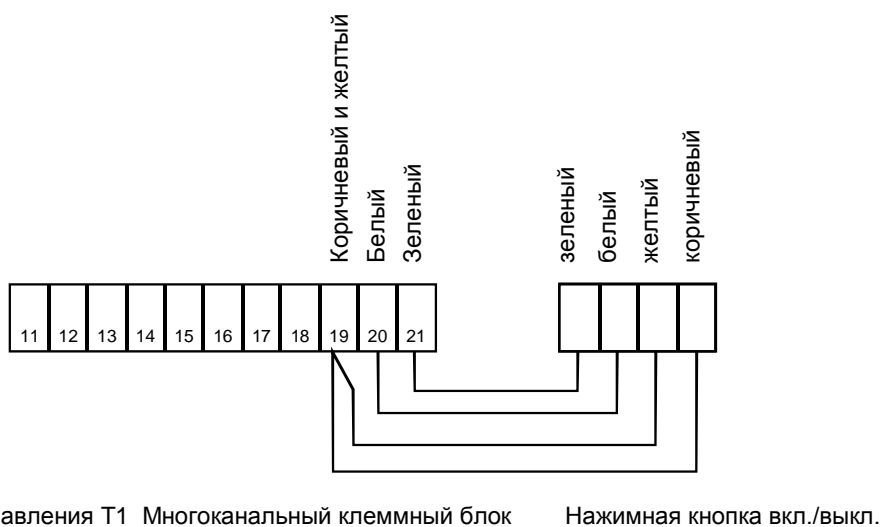 Коричневый и желтый
Белый
Зеленый
зеленый
белый
желтый
коричневый
11 12 13 14 15 16 17 18 19 20 21
авления T1 Многоканальный клеммный блок Нажимная кнопка вкл./выкл.